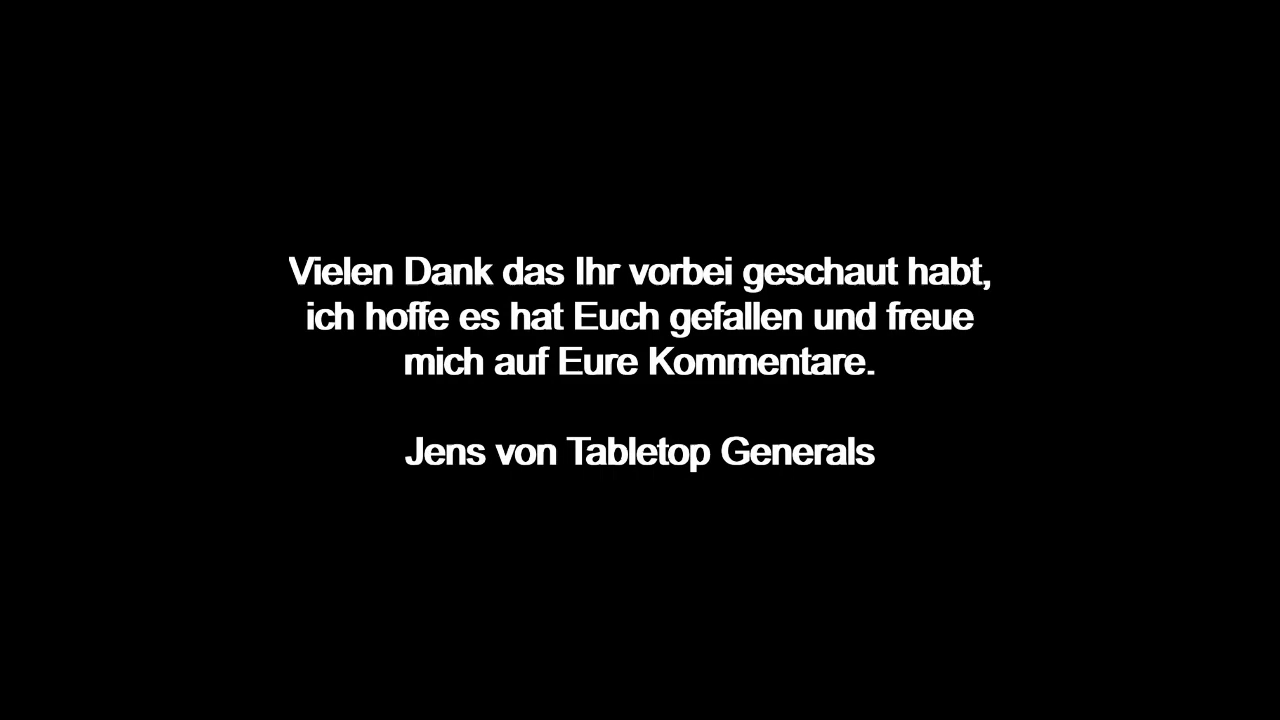 Vielen Dank das Ihr vorbei geschaut habt,
ich hoffe es hat Euch gefallen und freue
mich auf Eure Kommentare.
Jens von Tabletop Generals